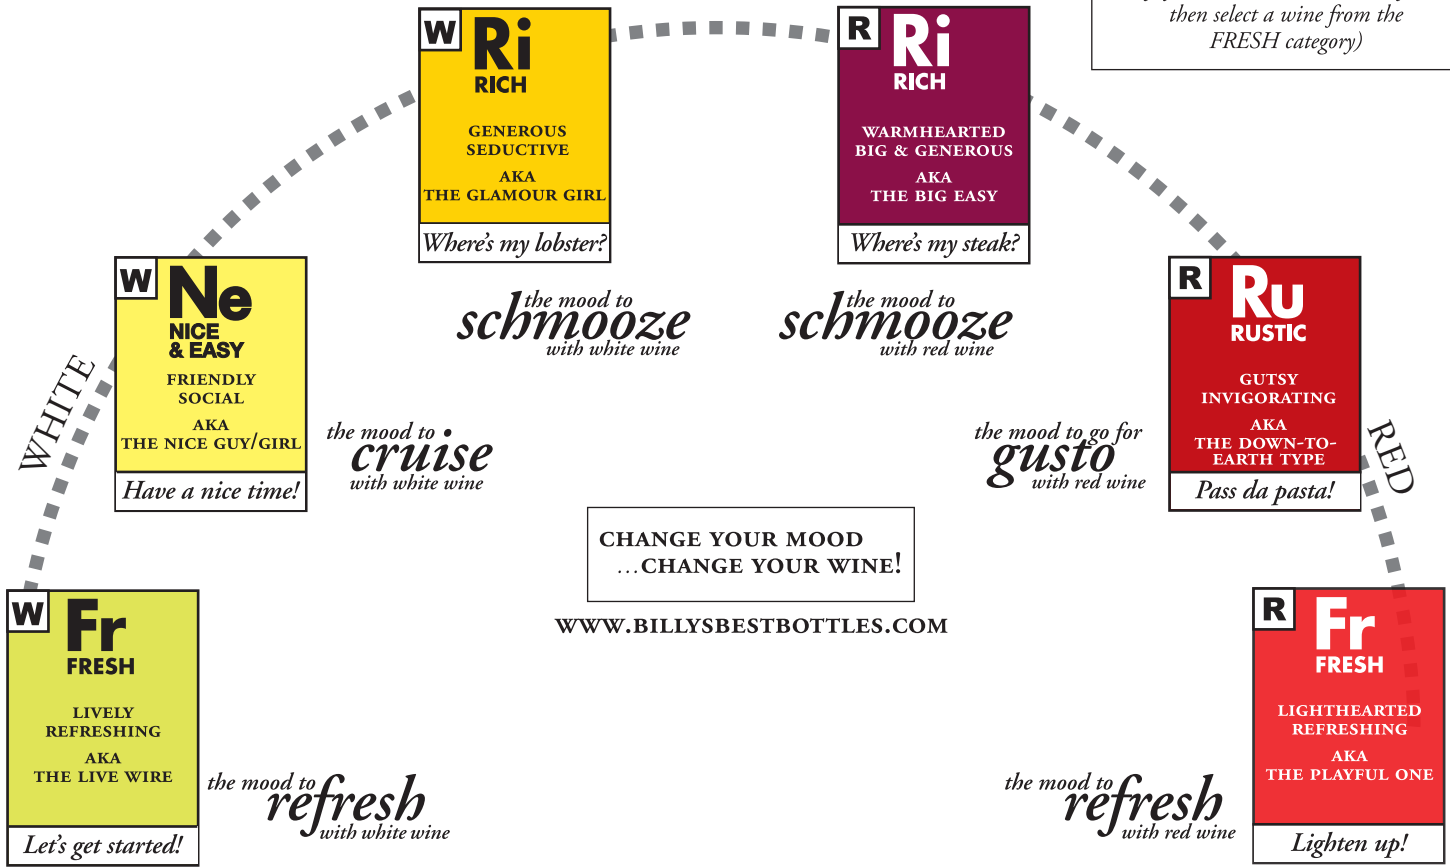 then select a wine from the
FRESH category)
W
Ri
RICH
GENEROUS
SEDUCTIVE
AKA
THE GLAMOUR GIRL
Where's my lobster?
R
Ri
RICH
WARMHEARTED
BIG & GENEROUS
AKA
THE BIG EASY
Where's my steak?
the mood to
schmooze
with white wine
the mood to
schmooze
with red wine
W
Ne
NICE
& EASY
FRIENDLY
SOCIAL
AKA
THE NICE GUY/GIRL
Have a nice time!
WHITE
the mood to
cruise
with white wine
the mood to go for
gusto
with red wine
R
Ru
RUSTIC
GUTSY
INVIGORATING
AKA
THE DOWN-TO-
EARTH TYPE
Pass da pasta!
RED
CHANGE YOUR MOOD
...CHANGE YOUR WINE!
WWW.BILLYSBESTBOTTLES.COM
W
Fr
FRESH
LIVELY
REFRESHING
AKA
THE LIVE WIRE
Let's get started!
the mood to
refresh
with white wine
the mood to
refresh
with red wine
R
Fr
FRESH
LIGHTHEARTED
REFRESHING
AKA
THE PLAYFUL ONE
Lighten up!